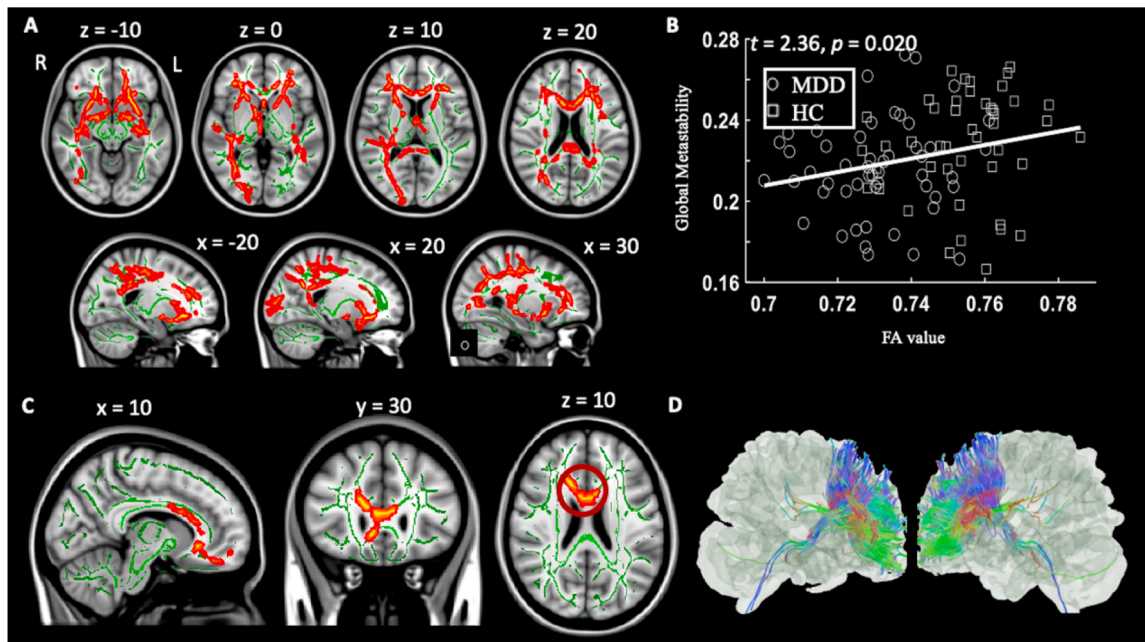 A
z = -10
z = 0
z = 10
z = 20
R
L
x = -20
x = 20
x = 30
B
t = 2.36, p = 0.020
MDD
HC
0.28
0.24
0.2
0.16
Global Metastability
0.7
0.72
0.74
0.76
0.78
FA value
C
x = 10
y = 30
z = 10
D